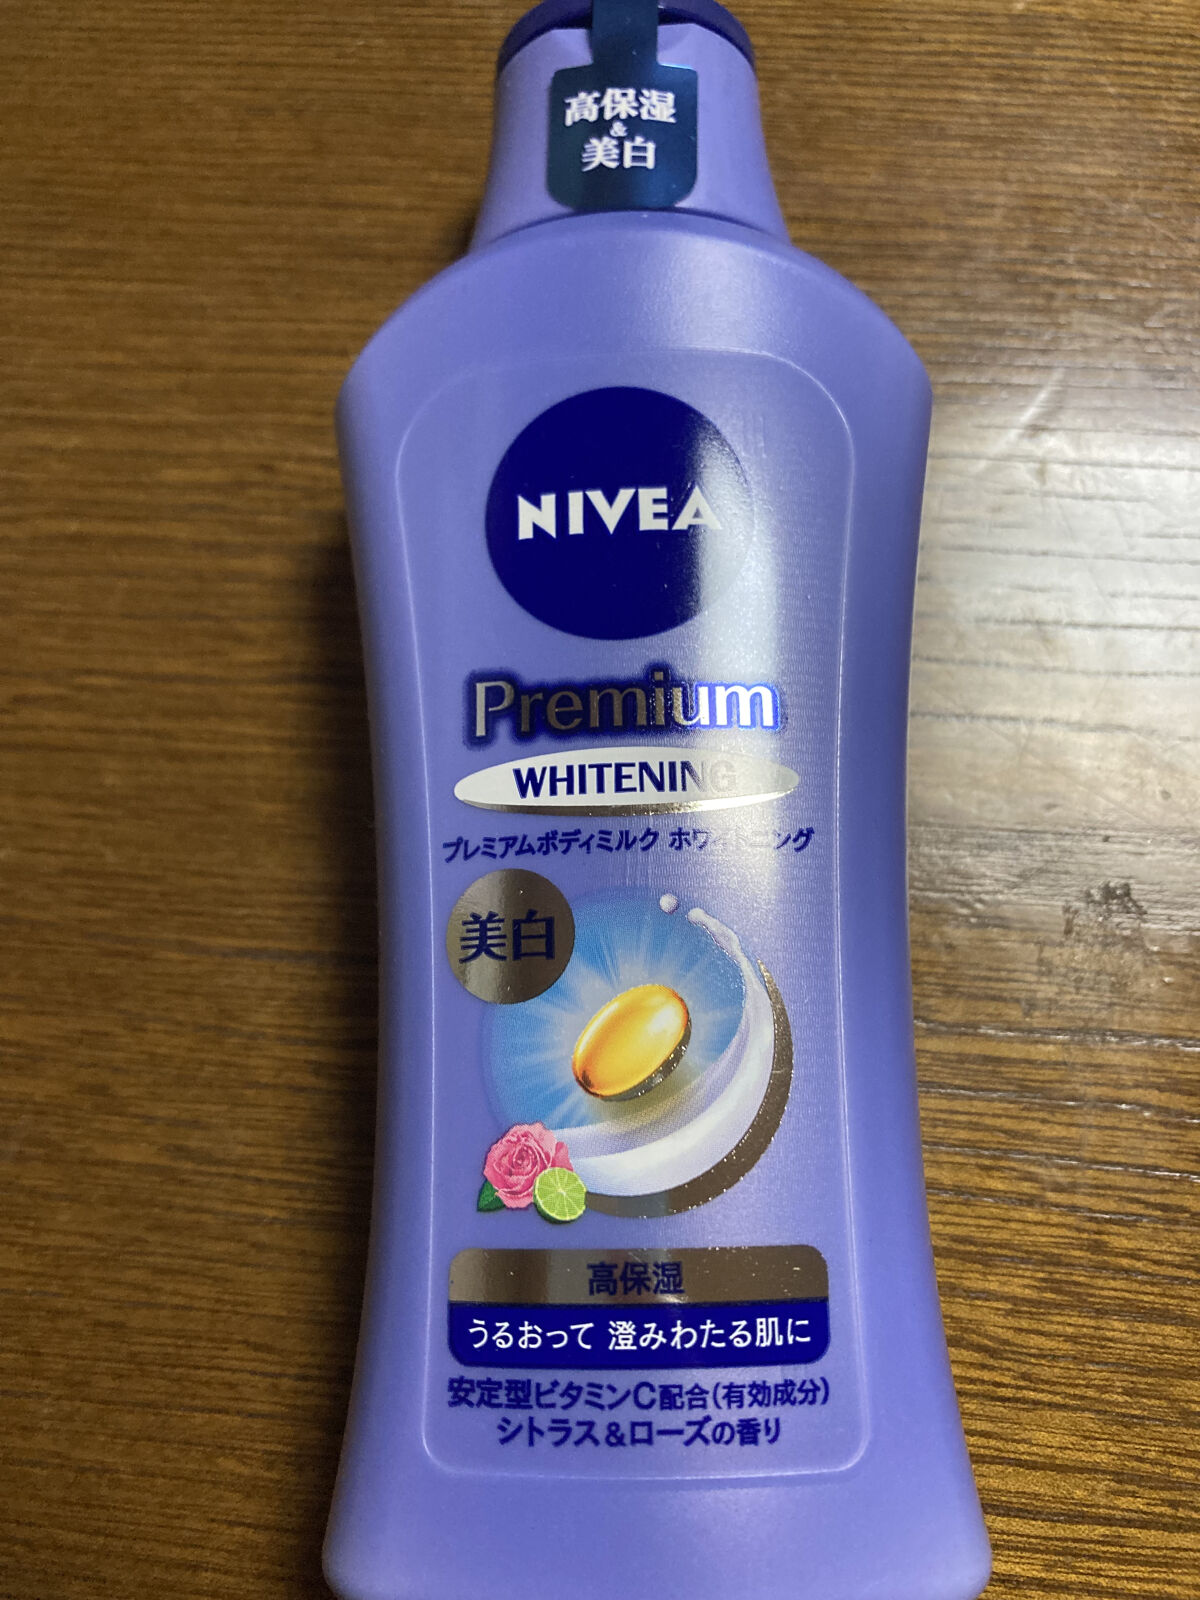 高保湿
&
美白
NIVEA
Premium
WHITENING
プレミアムボディミルク ホワイトニング
美白
高保湿
うるおって 澄みわたる肌に
安定型ビタミンC配合(有効成分)
シトラス&ローズの香り